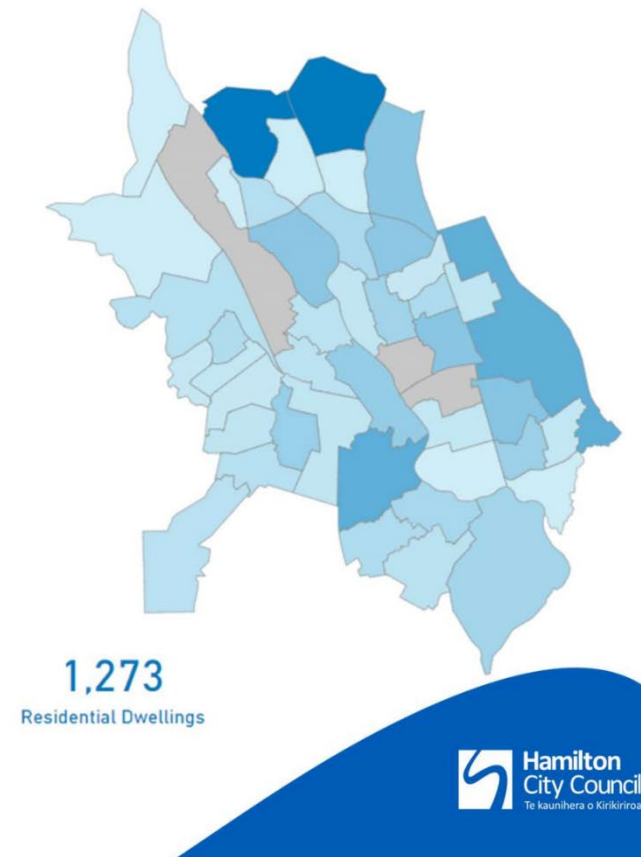 1,273
Residential Dwellings
Hamilton
City Council
Te kaunihera o Kirikiriroa